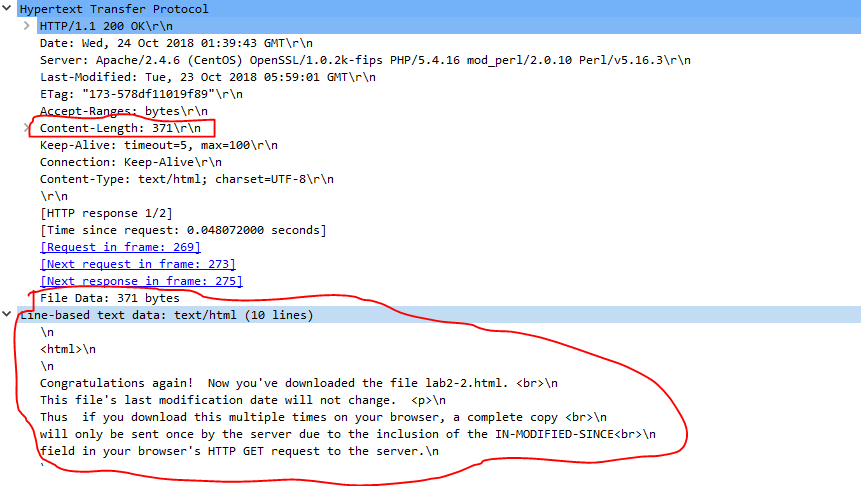 Hypertext Transfer Protocol
HTTP/1.1 200 OK\r\n
Date: Wed, 24 Oct 2018 01:39:43 GMT\r\n
Server: Apache/2.4.6 (CentOS) OpenSSL/1.0.2k-fips PHP/5.4.16 mod_perl/2.0.10 Perl/v5.16.3\r\n
Last-Modified: Tue, 23 Oct 2018 05:59:01 GMT\r\n
ETag: "173-578df11019f89"\r\n
Accept-Ranges: bytes\r\n
Content-Length: 371\r\n
Keep-Alive: timeout=5, max=100\r\n
Connection: Keep-Alive\r\n
Content-Type: text/html; charset=UTF-8\r\n
\r\n
[HTTP response 1/2]
[Time since request: 0.048072000 seconds]
[Request in frame: 269]
[Next request in frame: 273]
[Next response in frame: 275]
File Data: 371 bytes
Line-based text data: text/html (10 lines)
\n
<html>\n
\n
Congratulations again!  Now you've downloaded the file lab2-2.html. <br>\n
This file's last modification date will not change.  <p>\n
Thus  if you download this multiple times on your browser, a complete copy <br>\n
will only be sent once by the server due to the inclusion of the IN-MODIFIED-SINCE<br>\n
field in your browser's HTTP GET request to the server.\n